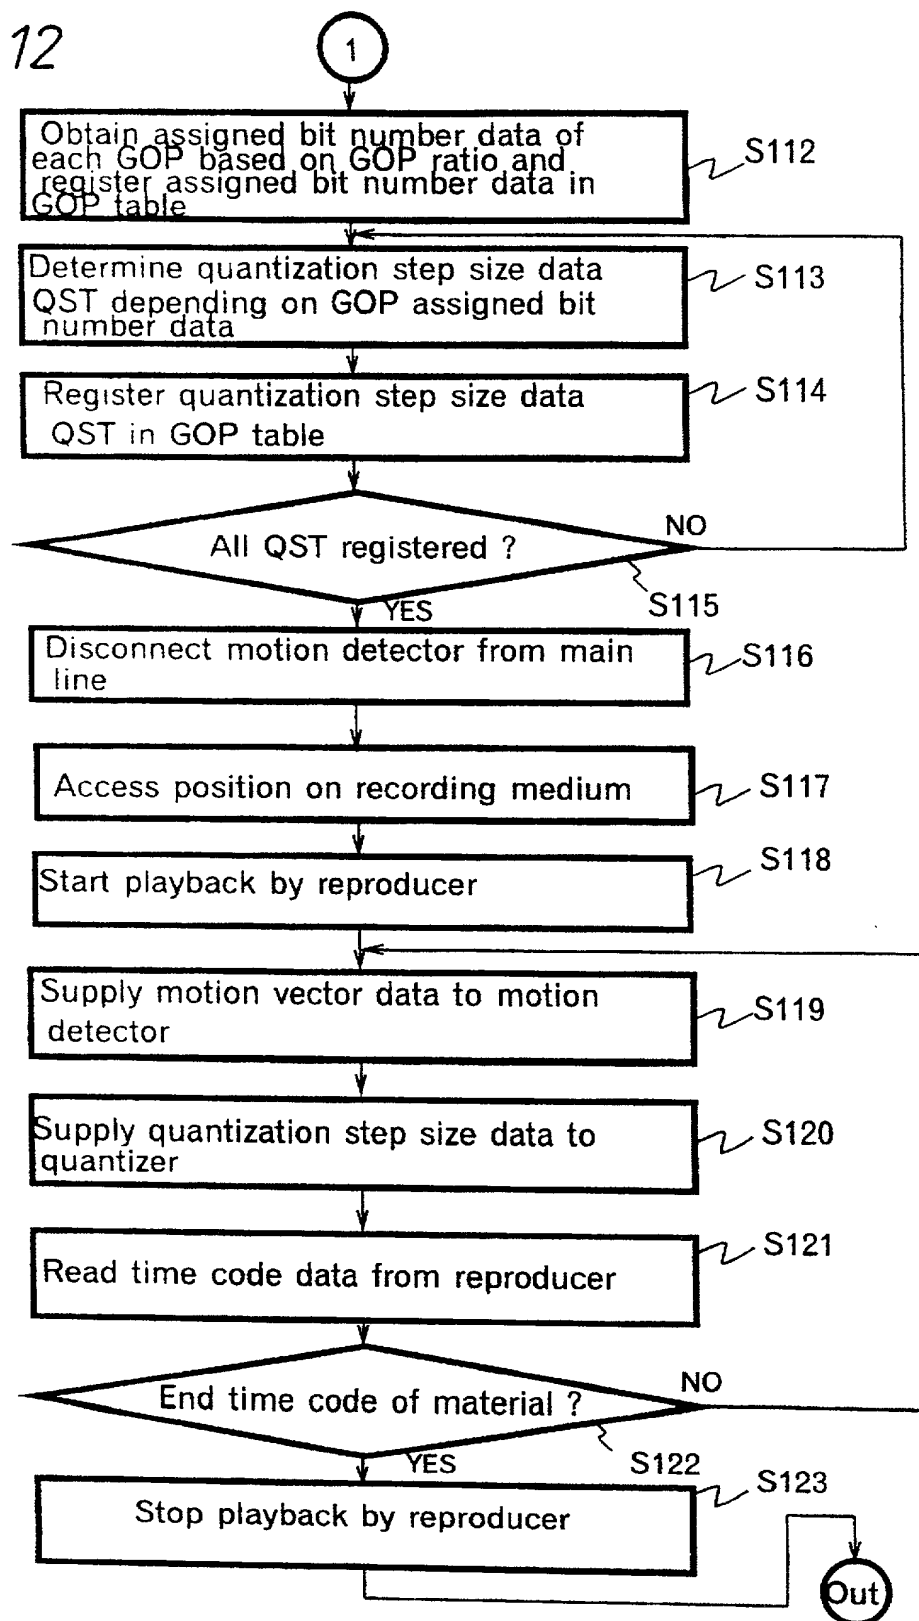 12
1
Obtain assigned bit number data of
each GOP based on GOP ratio and
register assigned bit number data in
GOP table
S112
Determine quantization step size data
QST depending on GOP assigned bit
number data
S113
Register quantization step size data
QST in GOP table
S114
All QST registered ?
NO
S115
YES
Disconnect motion detector from main
line
S116
Access position on recording medium
S117
Start playback by reproducer
S118
Supply motion vector data to motion
detector
S119
Supply quantization step size data to
quantizer
S120
Read time code data from reproducer
S121
End time code of material ?
NO
S122
YES
Stop playback by reproducer
S123
Out